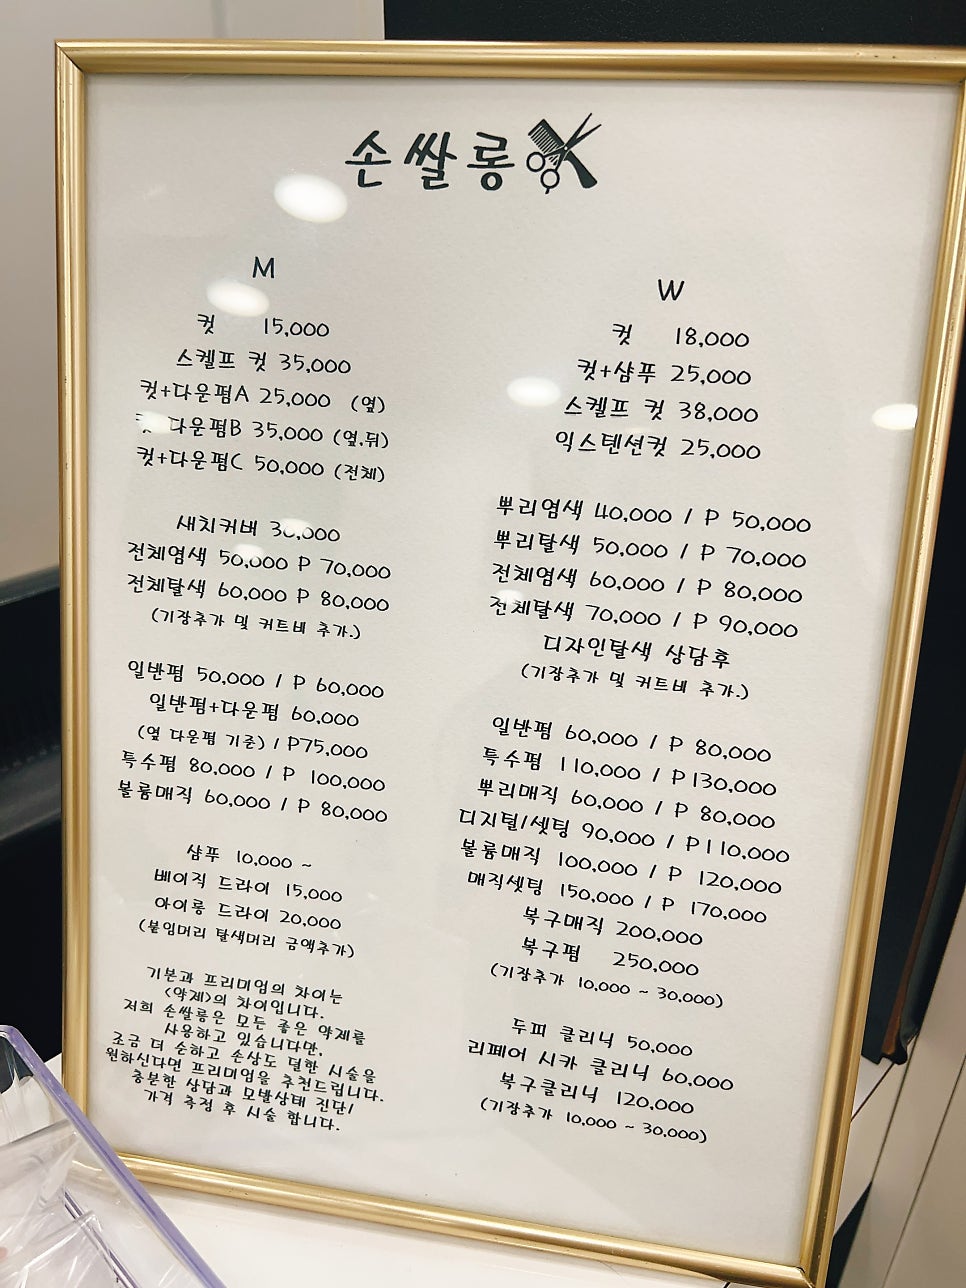 손쌀롱
M
컷 15,000
스켈프 컷 35,000
컷+다운펌A 25,000 (옆)
다운펌B 35,000 (옆.뒤)
컷+다운펌C 50,000 (전체)
새치커버 30,000
전체염색 50,000 P 70,000
전체탈색 60,000 P 80,000
(기장추가 및 커트비 추가.)
일반펌 50,000 / P 60,000
일반펌+다운펌 60,000
(옆 다운펌 기준) / P75,000
특수펌 80,000 / P 100,000
볼륨매직 60,000 / P 80,000
샴푸 10,000 ~
베이직 드라이 15,000
아이롱 드라이 20,000
(붙임머리 탈색머리 금액추가)
기본과 프리미엄의 차이는
<약제>의 차이입니다.
저희 손쌀롱은 모든 좋은 약제를
사용하고 있습니다만,
조금 더 순하고 손상도 덜한 시술을
원하신다면 프리미엄을 추천드립니다.
충분한 상담과 모발상태 진단/
가격 측정 후 시술 합니다.
W
컷 18,000
컷+샴푸 25,000
스켈프 컷 38,000
익스텐션컷 25,000
뿌리염색 40,000 / P 50,000
뿌리탈색 50,000 / P 70,000
전체염색 60,000 / P 80,000
전체탈색 70,000 / P 90,000
디자인탈색 상담후
(기장추가 및 커트비 추가.)
일반펌 60,000 / P 80,000
특수펌 110,000 / P130,000
뿌리매직 60,000 / P 80,000
디지털/셋팅 90,000 / P110,000
볼륨매직 100,000 / P 120,000
매직셋팅 150,000 / P 170,000
복구매직 200,000
복구펌 250,000
(기장추가 10,000 ~ 30,000)
두피 클리닉 50,000
리페어 시카 클리닉 60,000
복구클리닉 120,000
(기장추가 10,000 ~ 30,000)